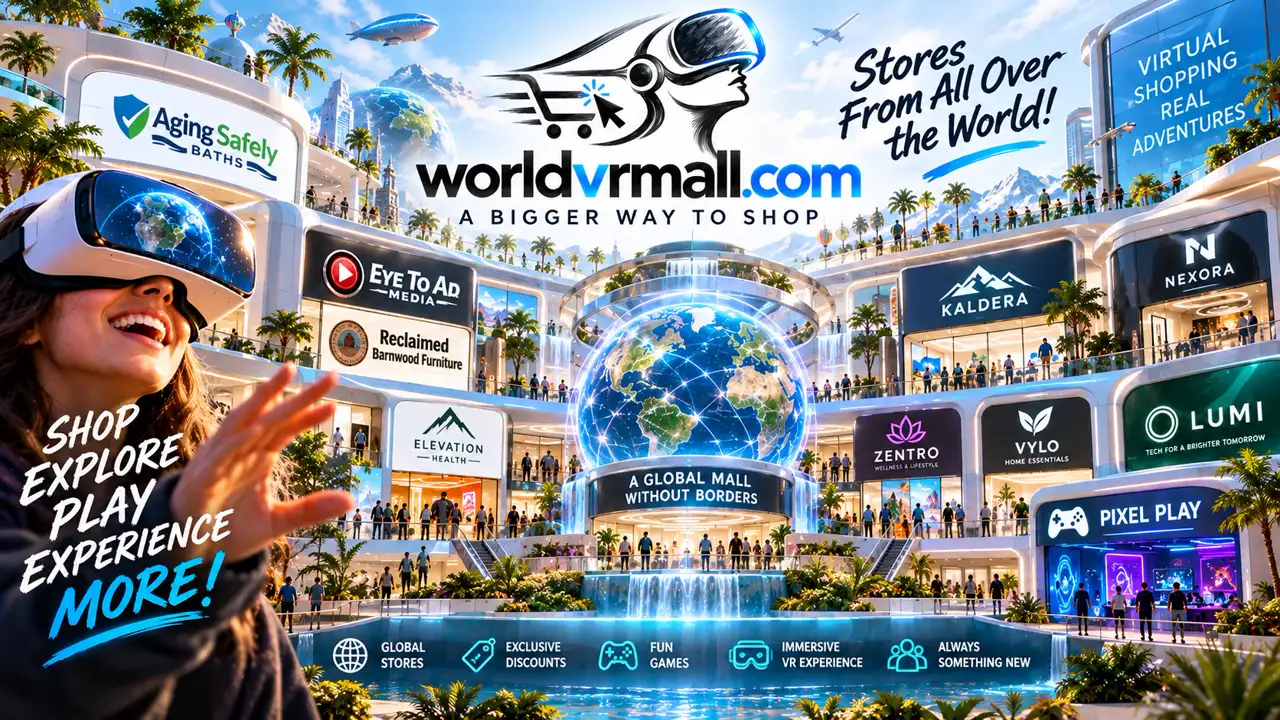 worldvrmall.com
A BIGGER WAY TO SHOP
Stores
From All Over
the World!
VIRTUAL
SHOPPING
REAL
ADVENTURES
Aging Safely
BATHS
EYE TO AD
MEDIA
Reclaimed
Barnwood Furniture
ELEVATION
HEALTH
KALDERA
N
NEXORA
ZENTRO
WELLNESS & LIFESTYLE
VYLO
HOME ESSENTIALS
LUMI
TECH FOR A BRIGHTER TOMORROW
PIXEL PLAY
A GLOBAL MALL
WITHOUT BORDERS
SHOP
EXPLORE
PLAY
EXPERIENCE
MORE!
GLOBAL
STORES
EXCLUSIVE
DISCOUNTS
FUN
GAMES
IMMERSIVE
VR EXPERIENCE
ALWAYS
SOMETHING NEW